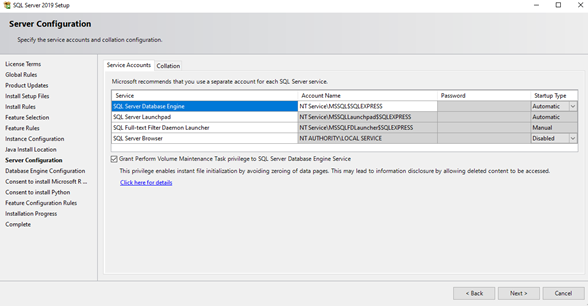 SQL Server 2019 Setup
Server Configuration
Specify the service accounts and collation configuration.
License Terms
Global Rules
Product Updates
Install Setup Files
Install Rules
Feature Selection
Feature Rules
Instance Configuration
Java Install Location
Server Configuration
Database Engine Configuration
Consent to install Microsoft R ...
Consent to install Python
Feature Configuration Rules
Installation Progress
Complete
Service Accounts Collation
Microsoft recommends that you use a separate account for each SQL Server service.
Service Account Name Password Startup Type
SQL Server Database Engine NT Service\MSSQL$SQLEXPRESS Automatic
SQL Server Launchpad NT Service\MSSQLLaunchpad$SQLEXPRESS Automatic
SQL Full-text Filter Daemon Launcher NT Service\MSSQLFDLauncher$SQLEXPRESS Manual
SQL Server Browser NT AUTHORITY\LOCAL SERVICE Disabled
Grant Perform Volume Maintenance Task privilege to SQL Server Database Engine Service
This privilege enables instant file initialization by avoiding zeroing of data pages. This may lead to information disclosure by allowing deleted content to be accessed.
Click here for details
< Back Next > Cancel